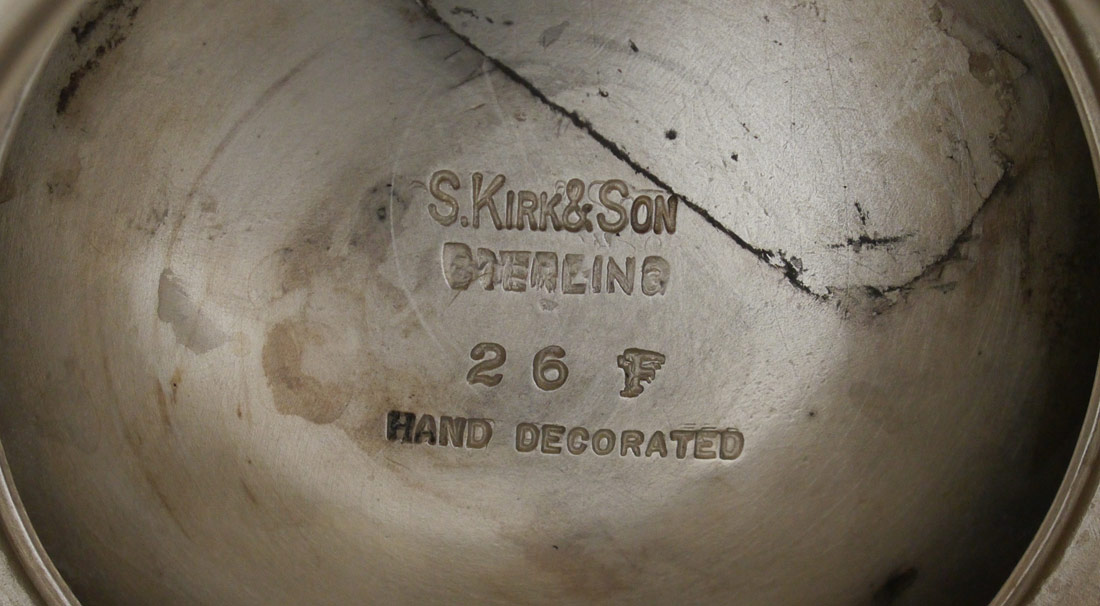 S. KIRK & SON
STERLING
26 F
HAND DECORATED